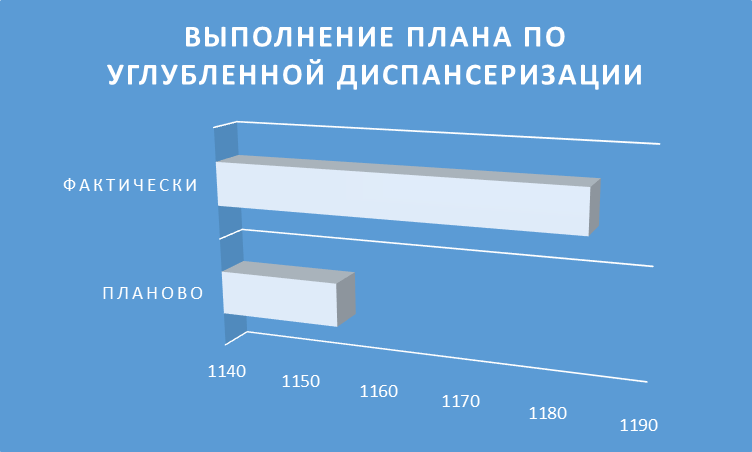 ВЫПОЛНЕНИЕ ПЛАНА ПО
УГЛУБЛЕННОЙ ДИСПАНСЕРИЗАЦИИ
ФАКТИЧЕСКИ
ПЛАНОВО
1140
1150
1160
1170
1180
1190